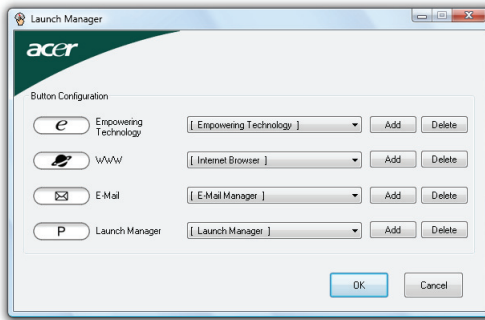 Launch Manager
acer
Button Configuration
e Empowering Technology [ Empowering Technology ] Add Delete
WWW [ Internet Browser ] Add Delete
E-Mail [ E-Mail Manager ] Add Delete
P Launch Manager [ Launch Manager ] Add Delete
OK Cancel